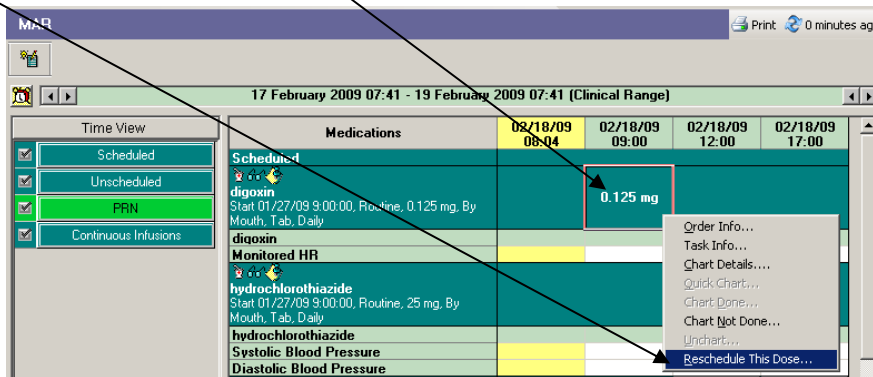 MAR
Print 0 minutes ag
17 February 2009 07:41 - 19 February 2009 07:41 (Clinical Range)
Time View
Scheduled
Unscheduled
PRN
Continuous Infusions
Medications
02/18/09 08:04
02/18/09 09:00
02/18/09 12:00
02/18/09 17:00
Scheduled
digoxin
Start 01/27/09 9:00:00, Routine, 0.125 mg, By
Mouth, Tab, Daily
0.125 mg
digoxin
Monitored HR
hydrochlorothiazide
Start 01/27/09 9:00:00, Routine, 25 mg, By
Mouth, Tab, Daily
hydrochlorothiazide
Systolic Blood Pressure
Diastolic Blood Pressure
Order Info...
Task Info...
Chart Details....
Quick Chart...
Chart Done...
Chart Not Done...
Unchart...
Reschedule This Dose...